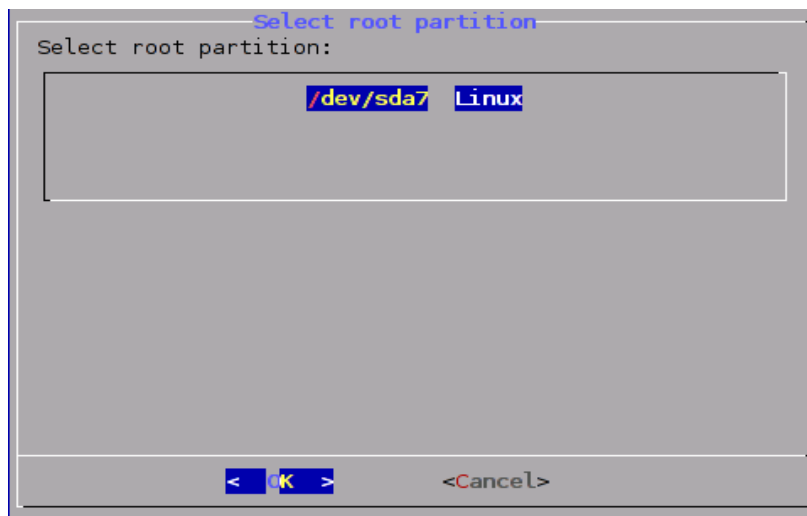 Select root partition
Select root partition:
/dev/sda7 Linux
< OK > <Cancel>